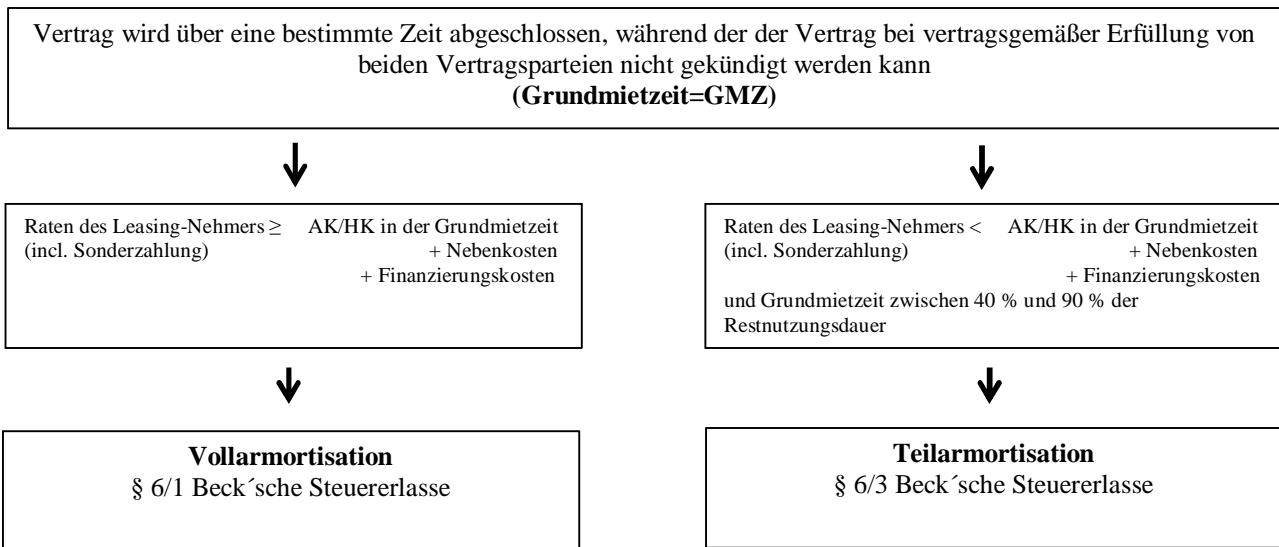 Vertrag wird über eine bestimmte Zeit abgeschlossen, während der der Vertrag bei vertragsgemäßer Erfüllung von
beiden Vertragsparteien nicht gekündigt werden kann
(Grundmietzeit=GMZ)
Raten des Leasing-Nehmers ≥ AK/HK in der Grundmietzeit
(incl. Sonderzahlung) + Nebenkosten
+ Finanzierungskosten
Raten des Leasing-Nehmers < AK/HK in der Grundmietzeit
(incl. Sonderzahlung) + Nebenkosten
+ Finanzierungskosten
und Grundmietzeit zwischen 40 % und 90 % der
Restnutzungsdauer
Vollarmortisation
§ 6/1 Beck´sche Steuererlasse
Teilarmortisation
§ 6/3 Beck´sche Steuererlasse